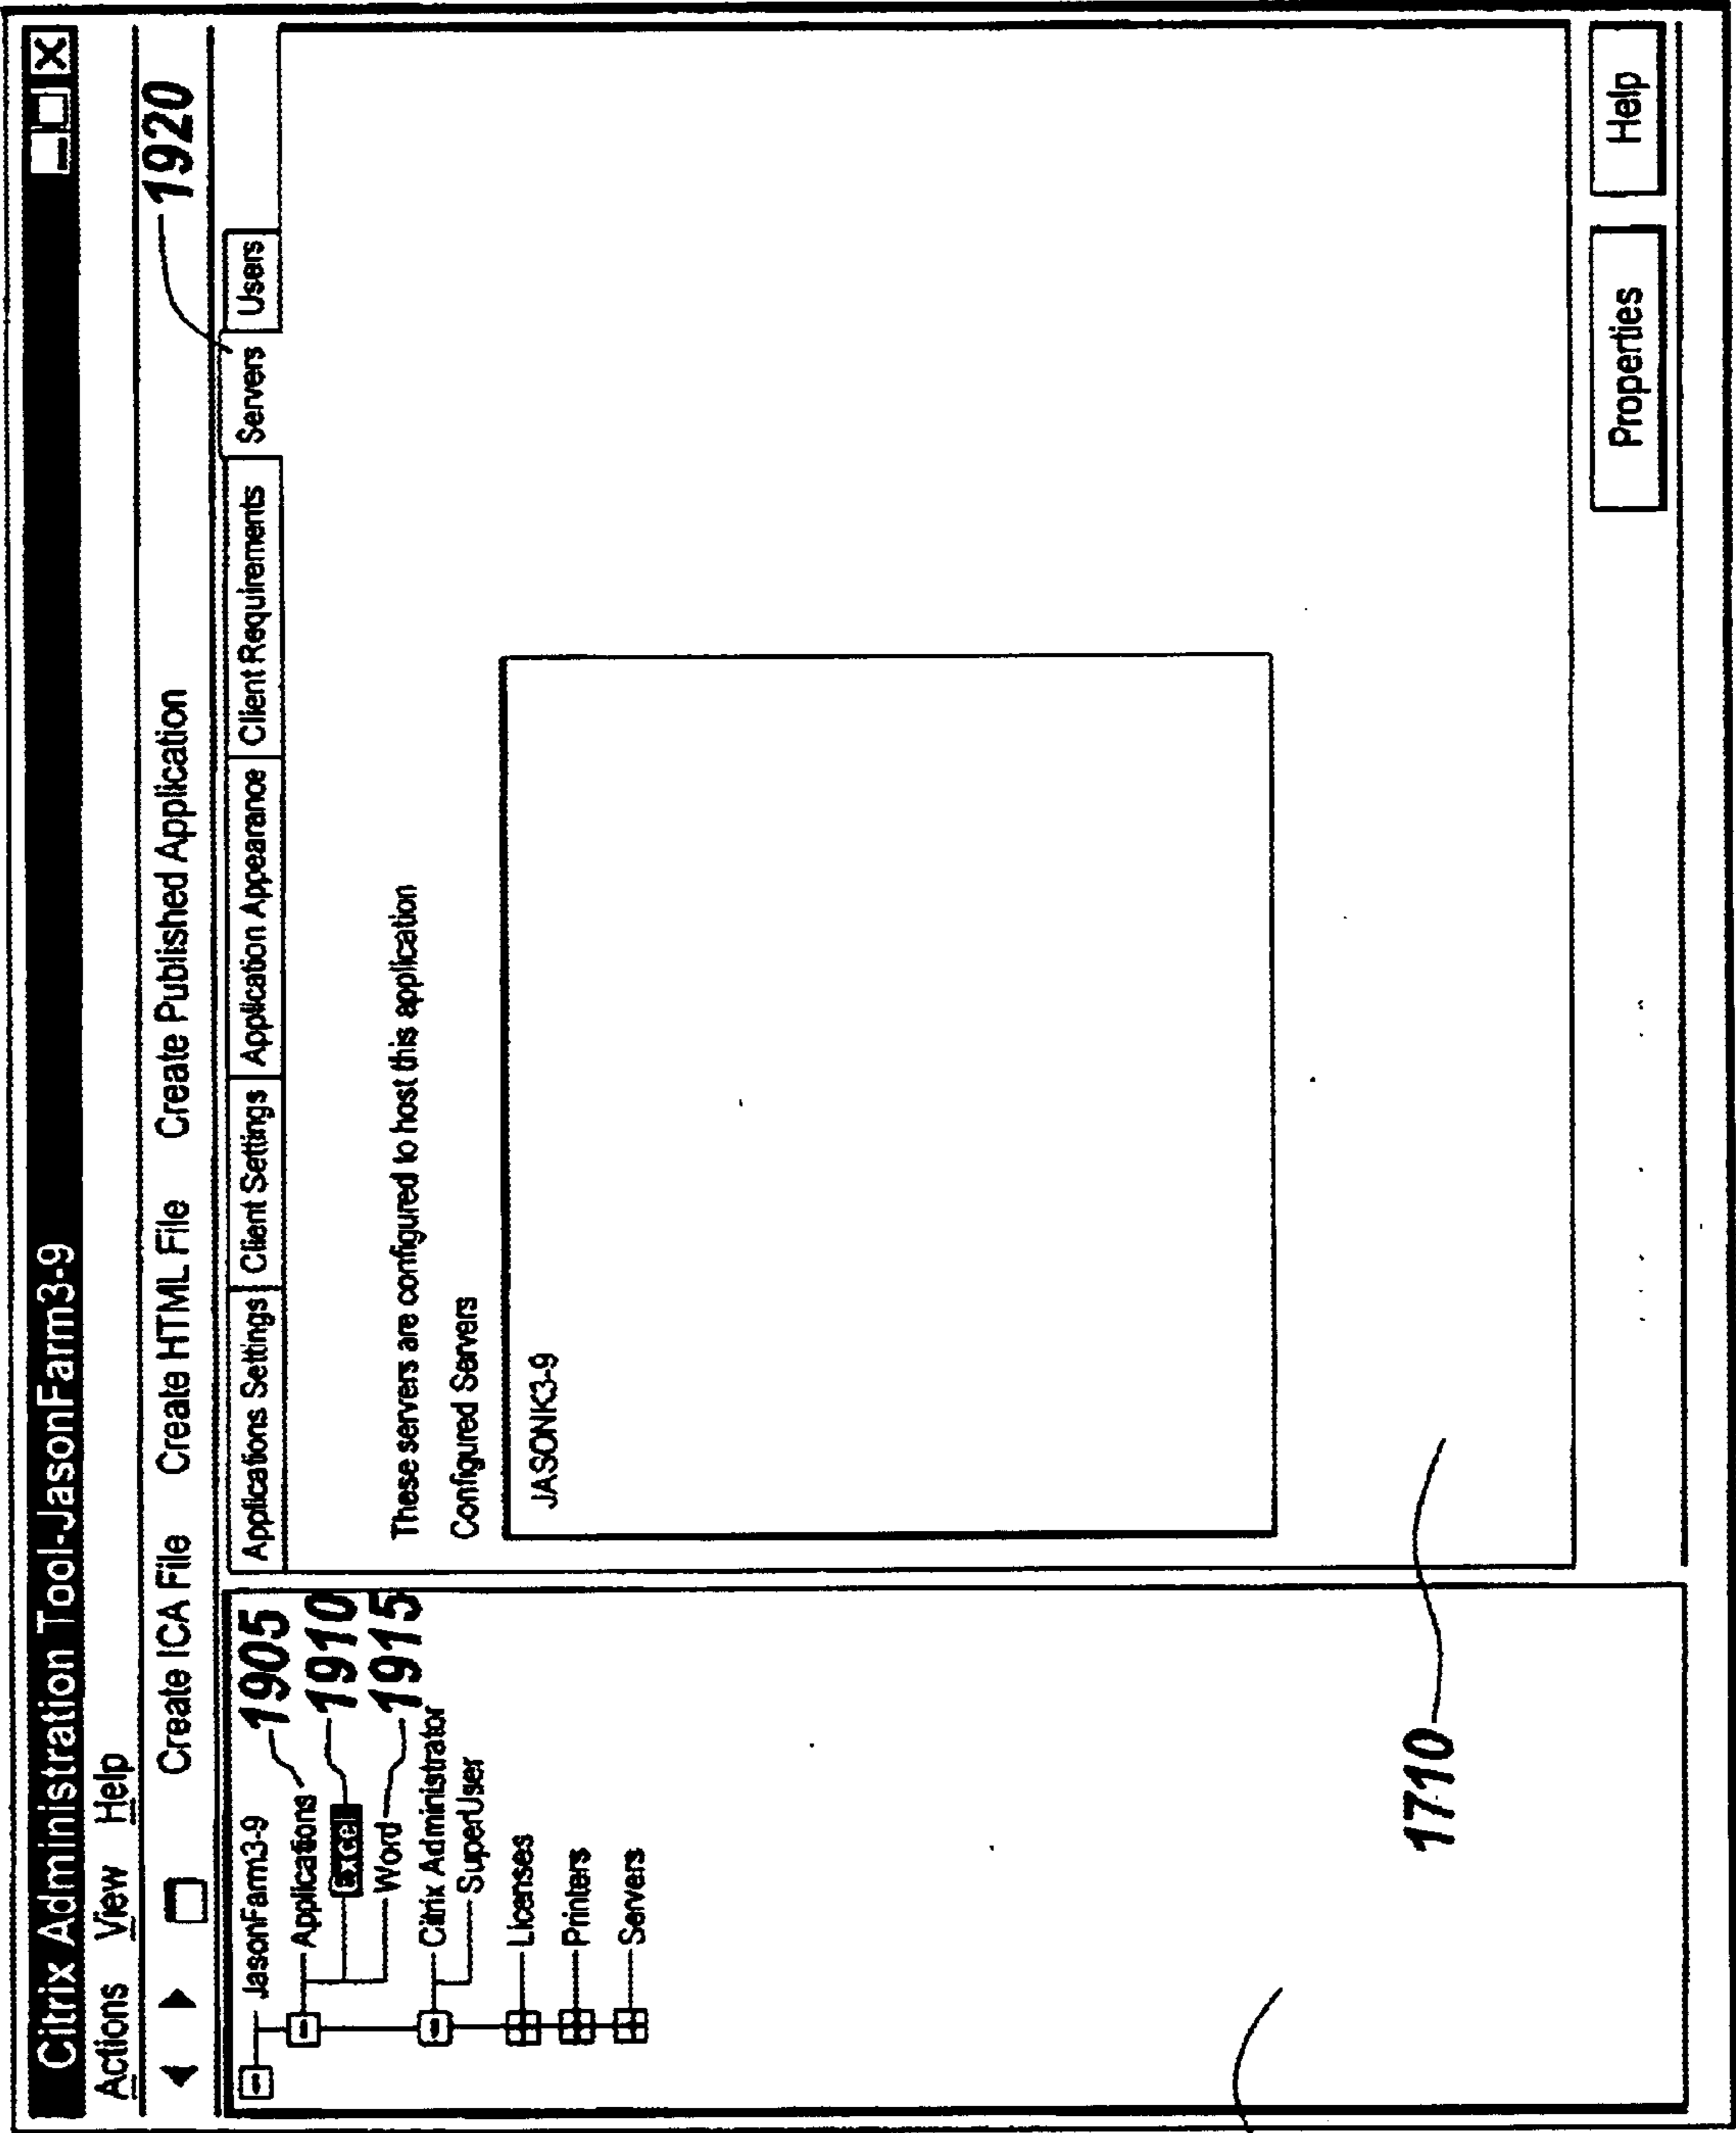 Citrix Administration Tool-JasonFarm3-9
Actions View Help
Create ICA File Create HTML File Create Published Application
1920
JasonFarm3-9
1905
Applications
1910
excel
1915
Word
Citrix Administrator
SuperUser
Licenses
Printers
Servers
Applications Settings Client Settings Application Appearance Client Requirements Servers Users
These servers are configured to host this application
Configured Servers
JASONK3-9
1710
Properties Help